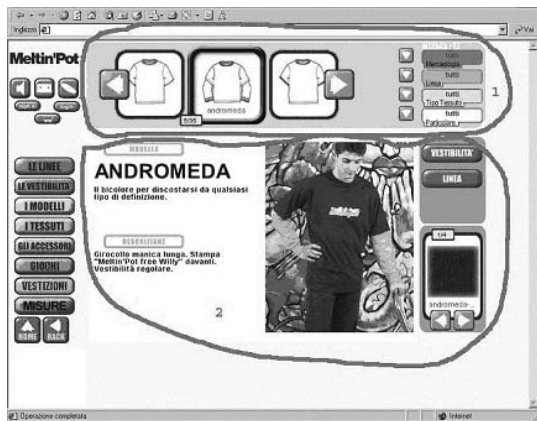 Indirizzo
Vai
Meltin'Pot
andromeda
tutti
Merceologia
tutti
Linea
tutti
Tipo Tessuto
tutti
Particolare
1
MODELLO
ANDROMEDA
Il bicolore per discostarsi da qualsiasi
tipo di definizione.
DESCRIZIONE
Girocollo manica lunga. Stampa
"Meltin'Pot free Willy" davanti.
Vestibilità regolare.
2
VESTIBILITA'
LINEA
1/4
andromeda-...
LE LINEE
LE VESTIBILITA'
I MODELLI
I TESSUTI
GLI ACCESSORI
GIOCHI
VESTIZIONI
MISURE
HOME
BACK
Operazione completata
Internet